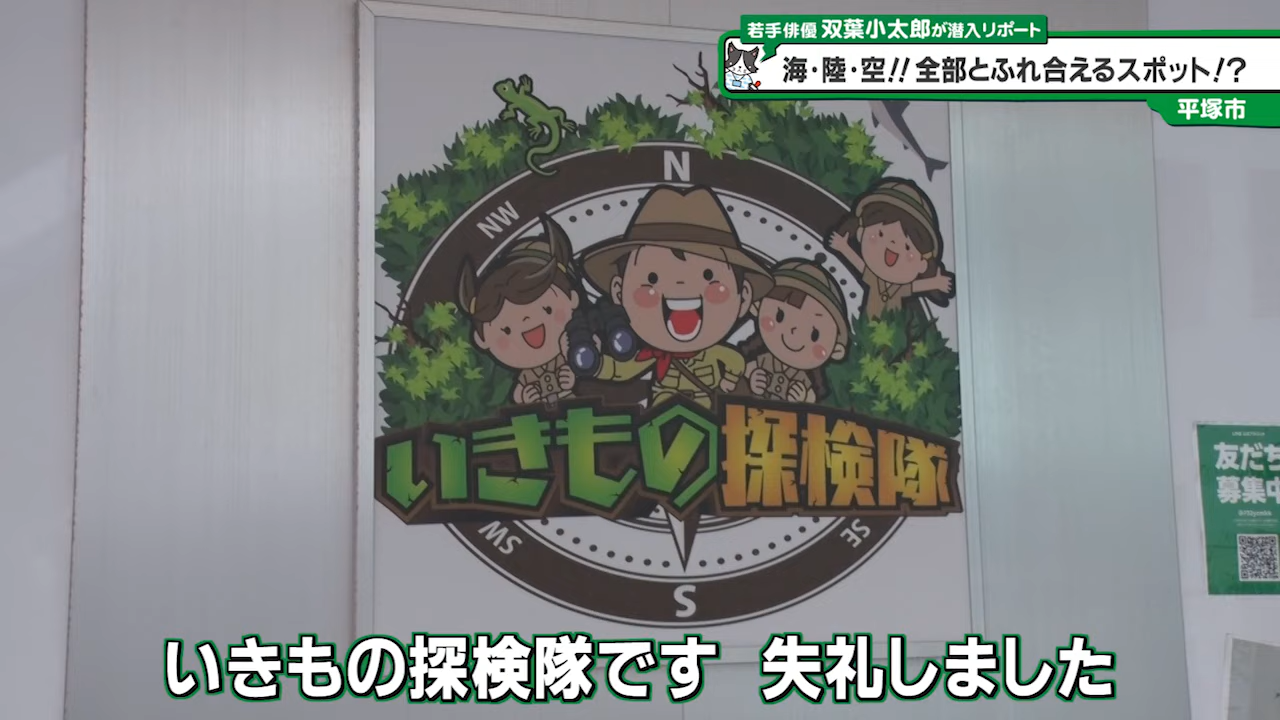 若手俳優 双葉小太郎が潜入リポート
海・陸・空!! 全部とふれ合えるスポット!?
平塚市
N
NW
いきもの探検隊
SW
SE
S
友だち
募集中
いきもの探検隊です 失礼しました